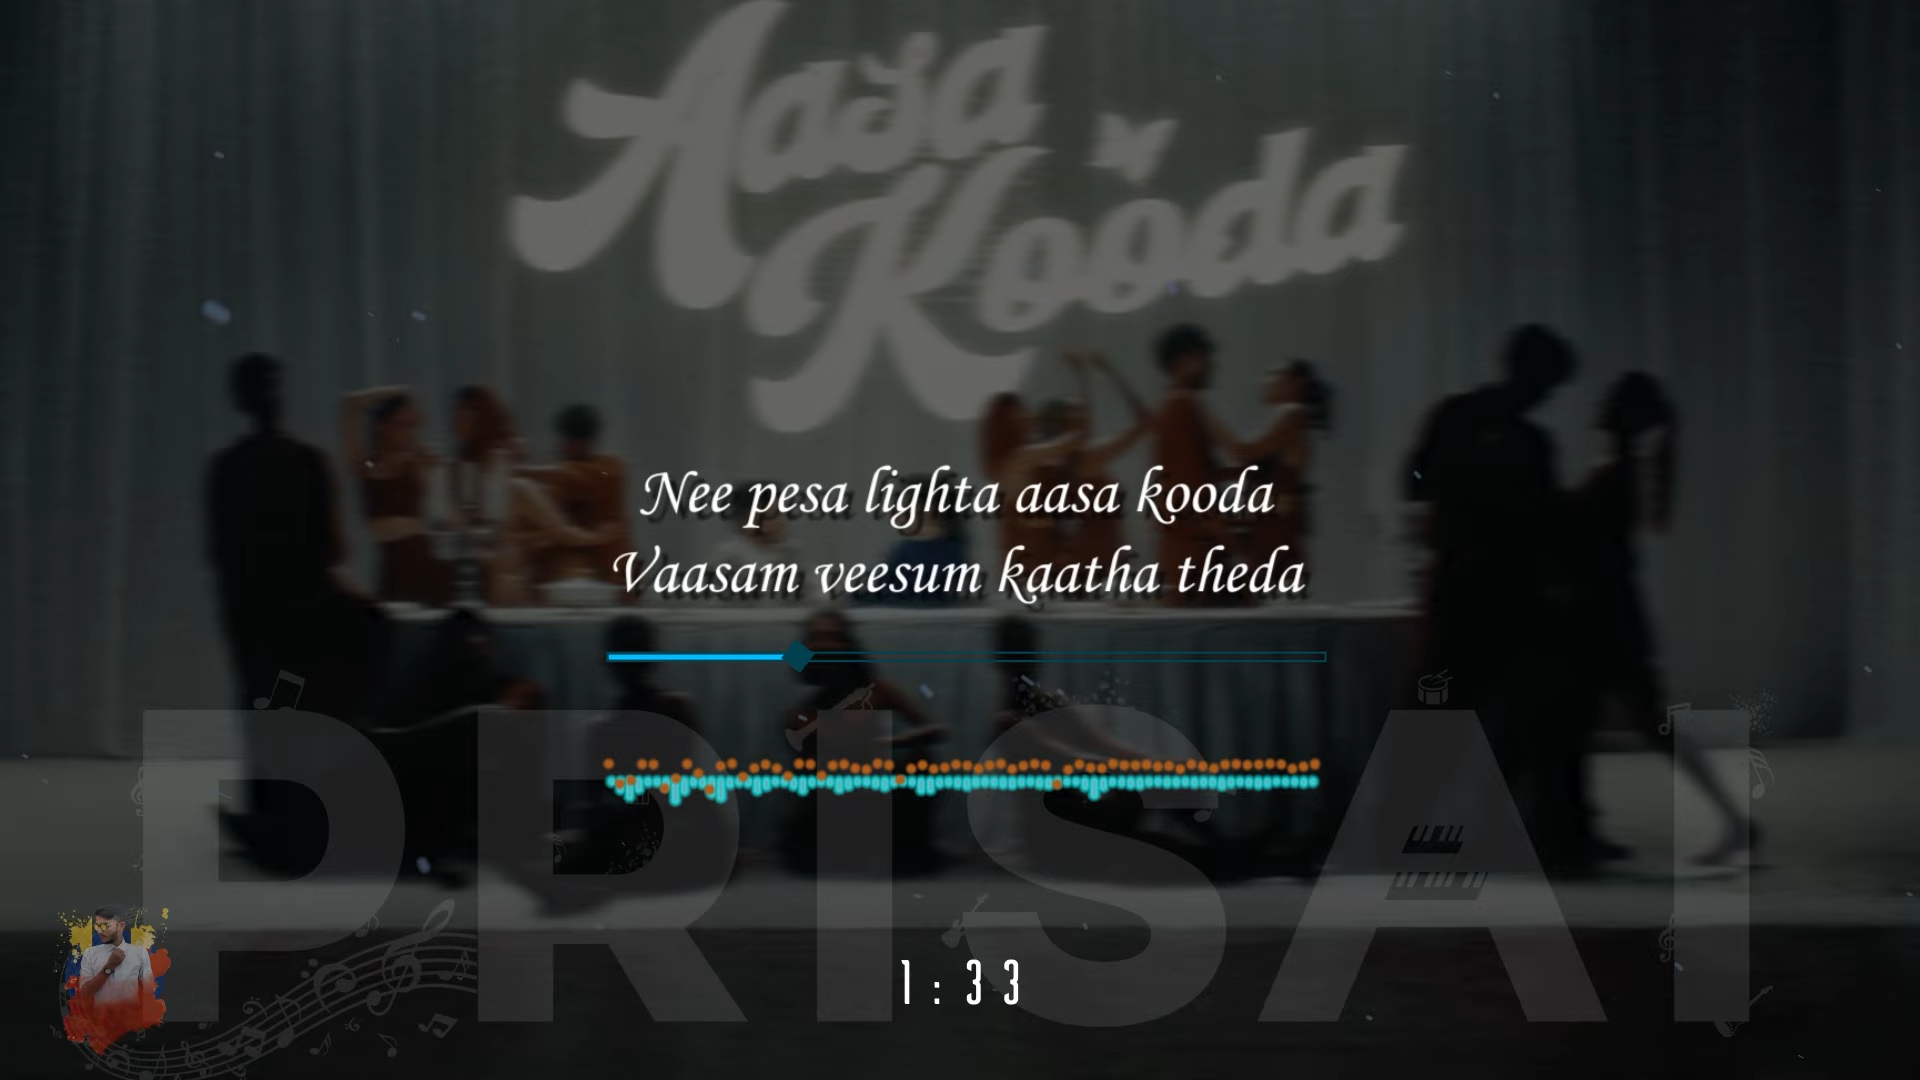 Aasa
Kooda
Nee pesa lighta aasa kooda
Vaasam veesum kaatha theda
PRISAI
1:33